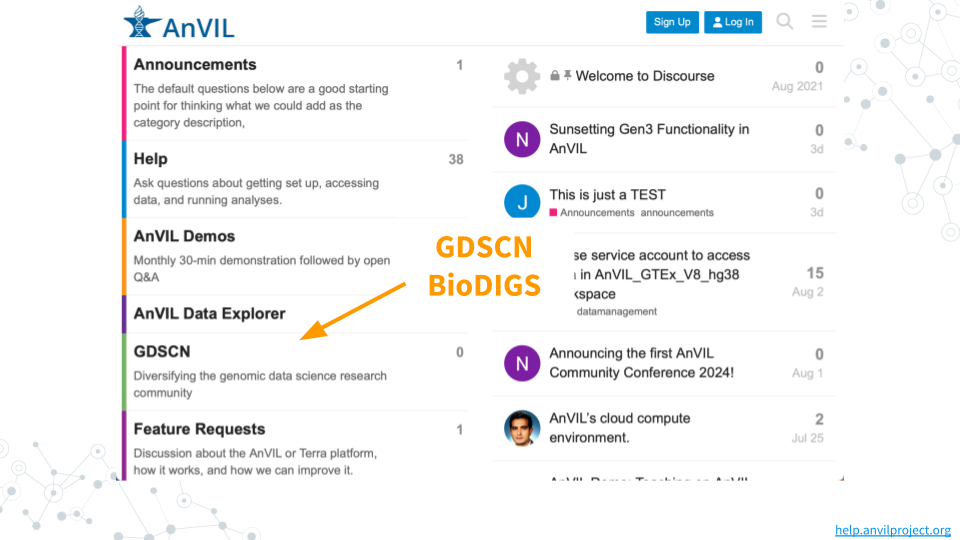 AnVIL
Sign Up
Log In
Announcements 1
The default questions below are a good starting
point for thinking what we could add as the
category description,
Help 38
Ask questions about getting set up, accessing
data, and running analyses.
AnVIL Demos
Monthly 30-min demonstration followed by open
Q&A
AnVIL Data Explorer
GDSCN 0
Diversifying the genomic data science research
community
Feature Requests 1
Discussion about the AnVIL or Terra platform,
how it works, and how we can improve it.
GDSCN
BioDIGS
Welcome to Discourse 0
Aug 2021
N
Sunsetting Gen3 Functionality in 0
AnVIL 3d
J
This is just a TEST 0
Announcements announcements 3d
se service account to access
in AnVIL_GTEx_V8_hg38 15
kspace Aug 2
datamanagement
N
Announcing the first AnVIL 0
Community Conference 2024! Aug 1
AnVIL's cloud compute 2
environment. Jul 25
AnVIL Demo: Teaching on AnVIL
help.anvilproject.org